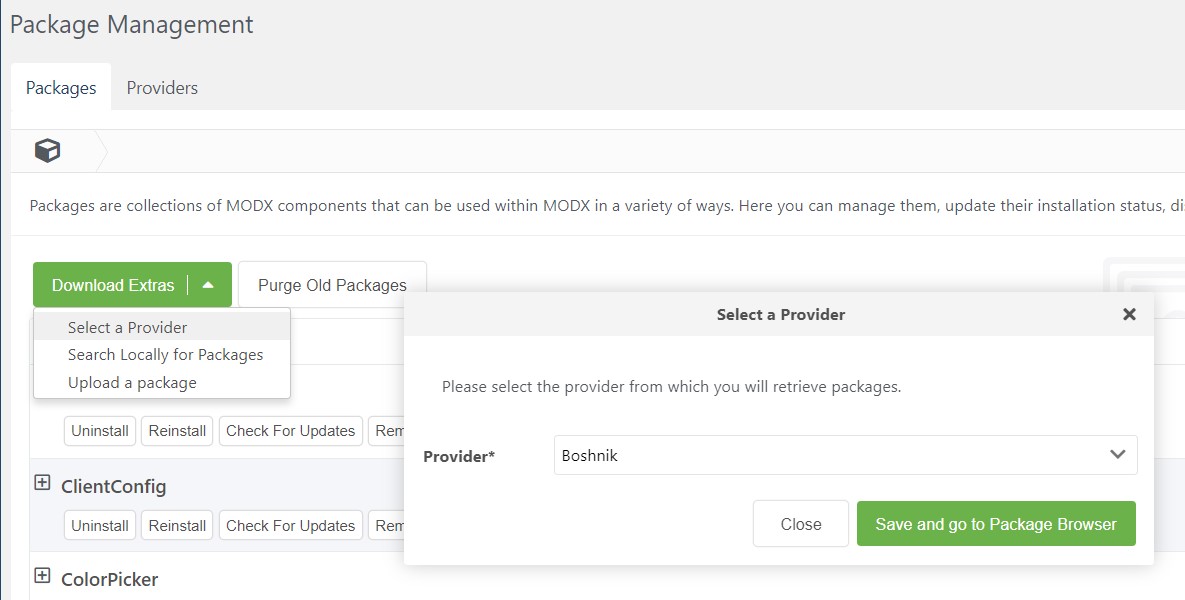 Package Management
Packages
Providers
Packages are collections of MODX components that can be used within MODX in a variety of ways. Here you can manage them, update their installation status, di
Download Extras
Purge Old Packages
Select a Provider
Search Locally for Packages
Upload a package
Select a Provider
Please select the provider from which you will retrieve packages.
Provider*
Boshnik
Close
Save and go to Package Browser
Uninstall
Reinstall
Check For Updates
Rem
ClientConfig
Uninstall
Reinstall
Check For Updates
Rem
ColorPicker